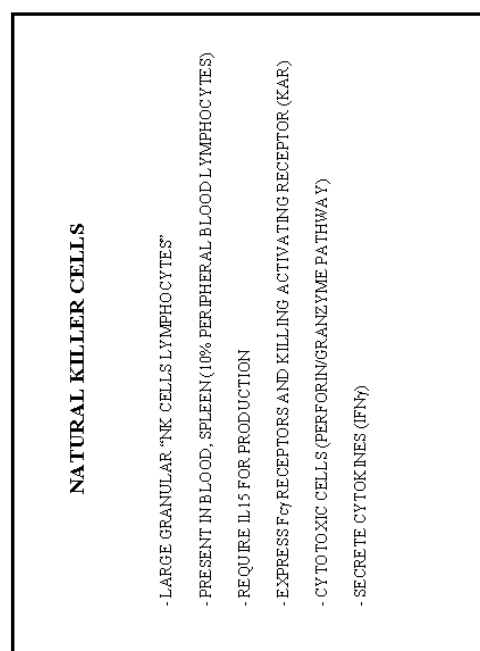 NATURAL KILLER CELLS
- LARGE GRANULAR “NK CELLS LYMPHOCYTES”
- PRESENT IN BLOOD, SPLEEN (10% PERIPHERAL BLOOD LYMPHOCYTES)
- REQUIRE IL15 FOR PRODUCTION
- EXPRESS Fcγ RECEPTORS AND KILLING ACTIVATING RECEPTOR (KAR)
- CYTOTOXIC CELLS (PERFORIN/GRANZYME PATHWAY)
- SECRETE CYTOKINES (IFNγ)